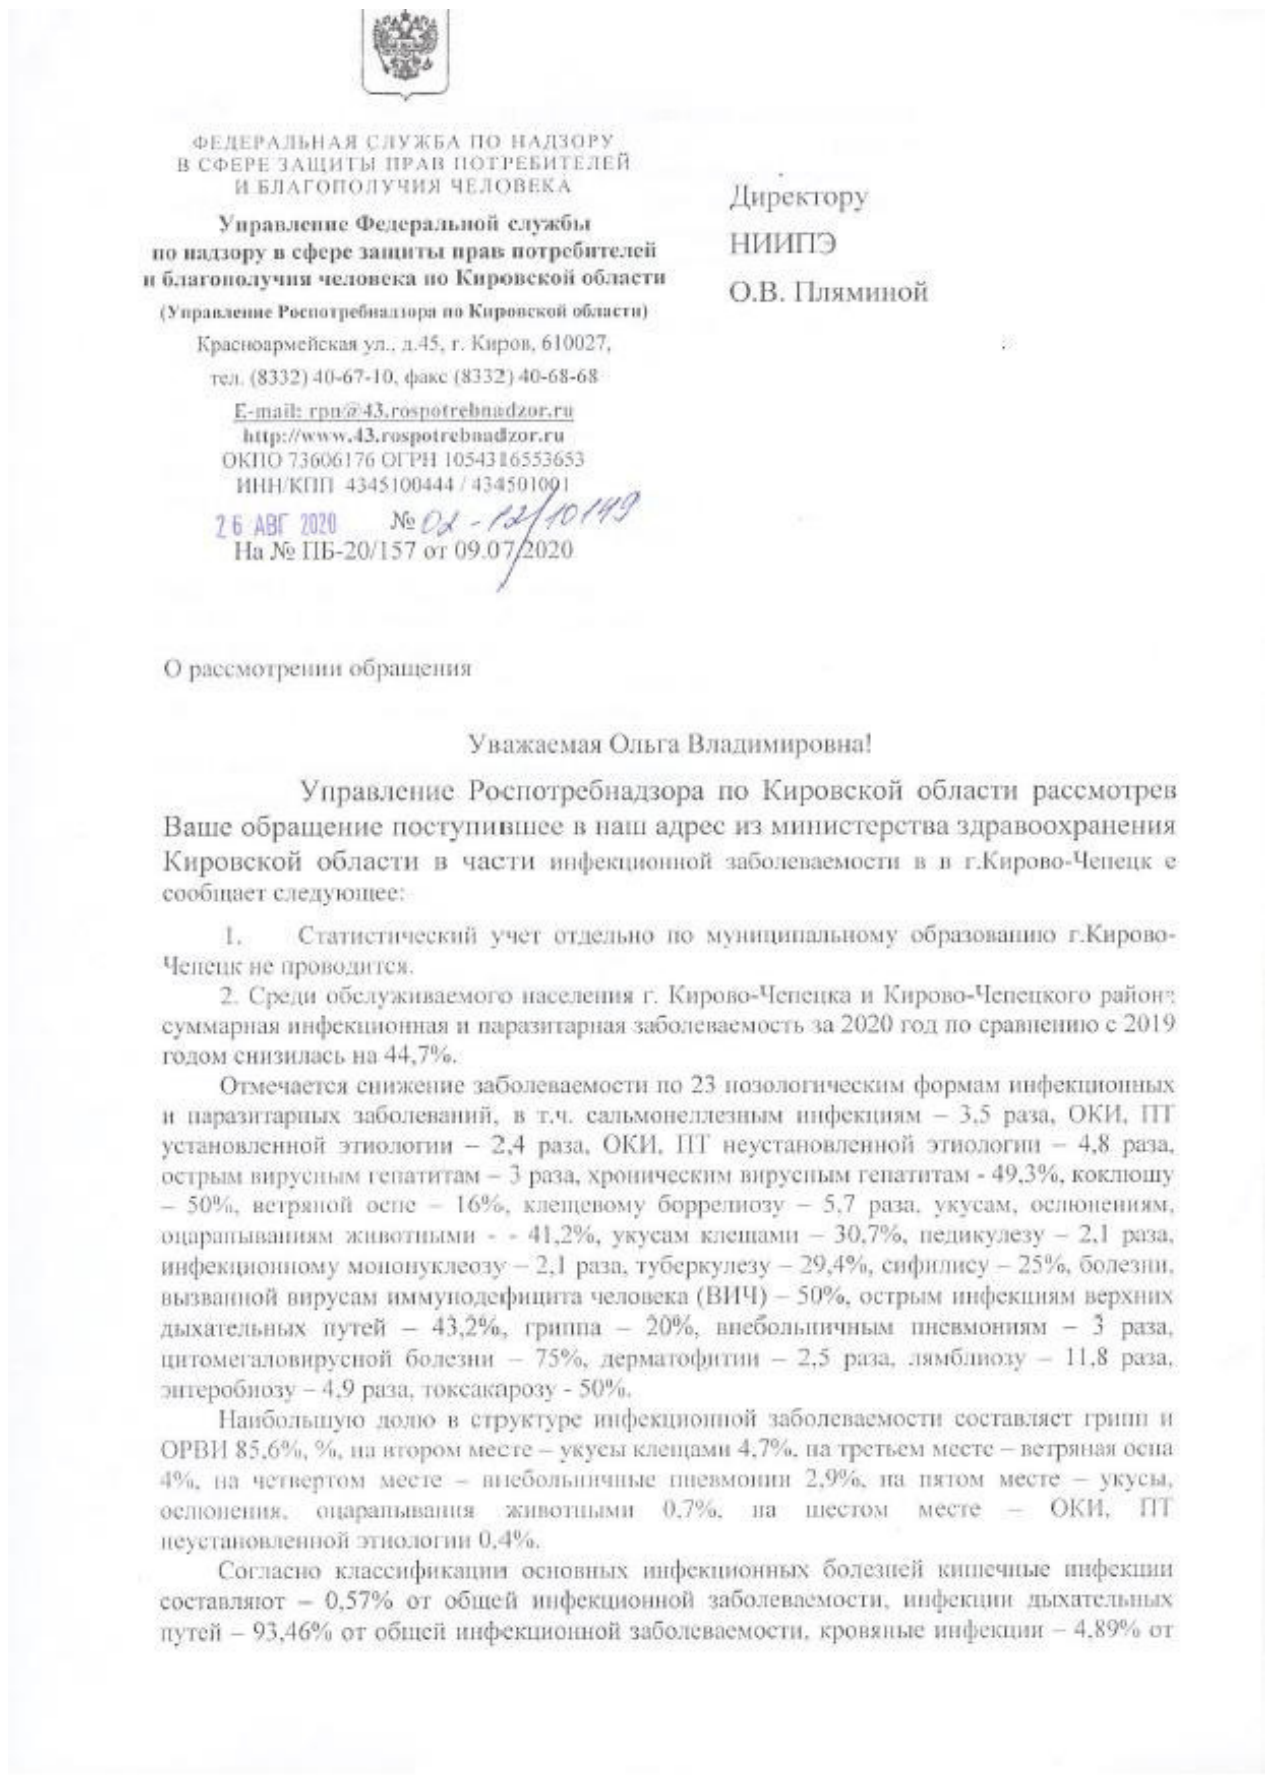 ФЕДЕРАЛЬНАЯ СЛУЖБА ПО НАДЗОРУ
В СФЕРЕ ЗАЩИТЫ ПРАВ ПОТРЕБИТЕЛЕЙ
И БЛАГОПОЛУЧИЯ ЧЕЛОВЕКА
Управление Федеральной службы
по надзору в сфере защиты прав потребителей
и благополучия человека по Кировской области
(Управление Роспотребнадзора по Кировской области)
Красноармейская ул., д.45, г. Киров, 610027,
тел. (8332) 40-67-10, факс (8332) 40-68-68
E-mail: rpn@43.rospotrebnadzor.ru
http://www.43.rospotrebnadzor.ru
ОКПО 73606176 ОГРН 1054316553653
ИНН/КПП 4345100444 / 434501001
26 АВГ 2020 № 02-12/10149
На № ПБ-20/157 от 09.07/2020
Директору
НИИПЭ
О.В. Пляминой
О рассмотрении обращения
Уважаемая Ольга Владимировна!
Управление Роспотребнадзора по Кировской области рассмотрев
Ваше обращение поступившее в наш адрес из министерства здравоохранения
Кировской области в части инфекционной заболеваемости в в г.Кирово-Чепецк е
сообщает следующее:
1. Статистический учет отдельно по муниципальному образованию г.Кирово-
Чепецк не проводится.
2. Среди обслуживаемого населения г. Кирово-Чепецка и Кирово-Чепецкого района
суммарная инфекционная и паразитарная заболеваемость за 2020 год по сравнению с 2019
годом снизилась на 44,7%.
Отмечается снижение заболеваемости по 23 нозологическим формам инфекционных
и паразитарных заболеваний, в т.ч. сальмонеллезным инфекциям – 3,5 раза, ОКИ, ПТ
установленной этиологии – 2,4 раза, ОКИ, ПТ неустановленной этиологии – 4,8 раза,
острым вирусным гепатитам – 3 раза, хроническим вирусным гепатитам - 49,3%, коклюшу
– 50%, ветряной оспе – 16%, клещевому боррелиозу – 5,7 раза, укусам, ослюнениям,
оцарапываниям животными - - 41,2%, укусам клещами – 30,7%, педикулезу – 2,1 раза,
инфекционному мононуклеозу – 2,1 раза, туберкулезу – 29,4%, сифилису – 25%, болезни,
вызванной вирусам иммунодефицита человека (ВИЧ) – 50%, острым инфекциям верхних
дыхательных путей – 43,2%, гриппа – 20%, внебольничным пневмониям – 3 раза,
цитомегаловирусной болезни – 75%, дерматофитии – 2,5 раза, лямблиозу – 11,8 раза,
энтеробиозу – 4,9 раза, токсакарозу - 50%.
Наибольшую долю в структуре инфекционной заболеваемости составляет грипп и
ОРВИ 85,6%, %, на втором месте – укусы клещами 4,7%, на третьем месте – ветряная оспа
4%, на четвертом месте – внебольничные пневмонии 2,9%, на пятом месте – укусы,
ослюнения, оцарапывания животными 0,7%, на шестом месте – ОКИ, ПТ
неустановленной этиологии 0,4%.
Согласно классификации основных инфекционных болезней кишечные инфекции
составляют – 0,57% от общей инфекционной заболеваемости, инфекции дыхательных
путей – 93,46% от общей инфекционной заболеваемости, кровяные инфекции – 4,89% от